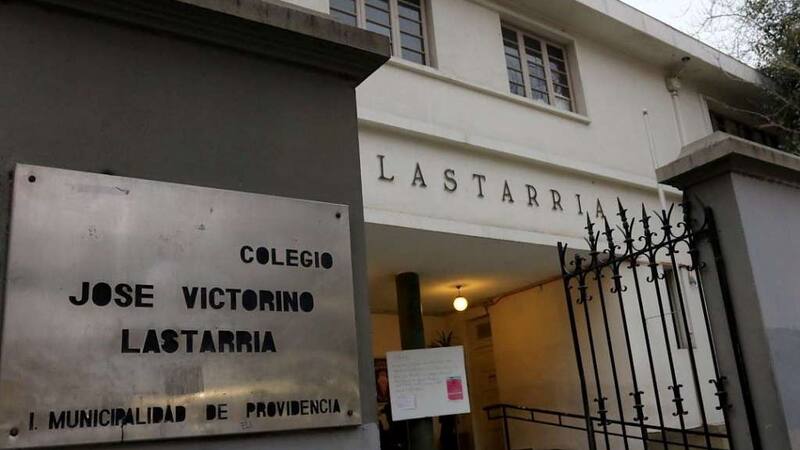 COLEGIO
JOSE VICTORINO
LASTARRIA
I. MUNICIPALIDAD DE PROVIDENCIA
LASTARRIA